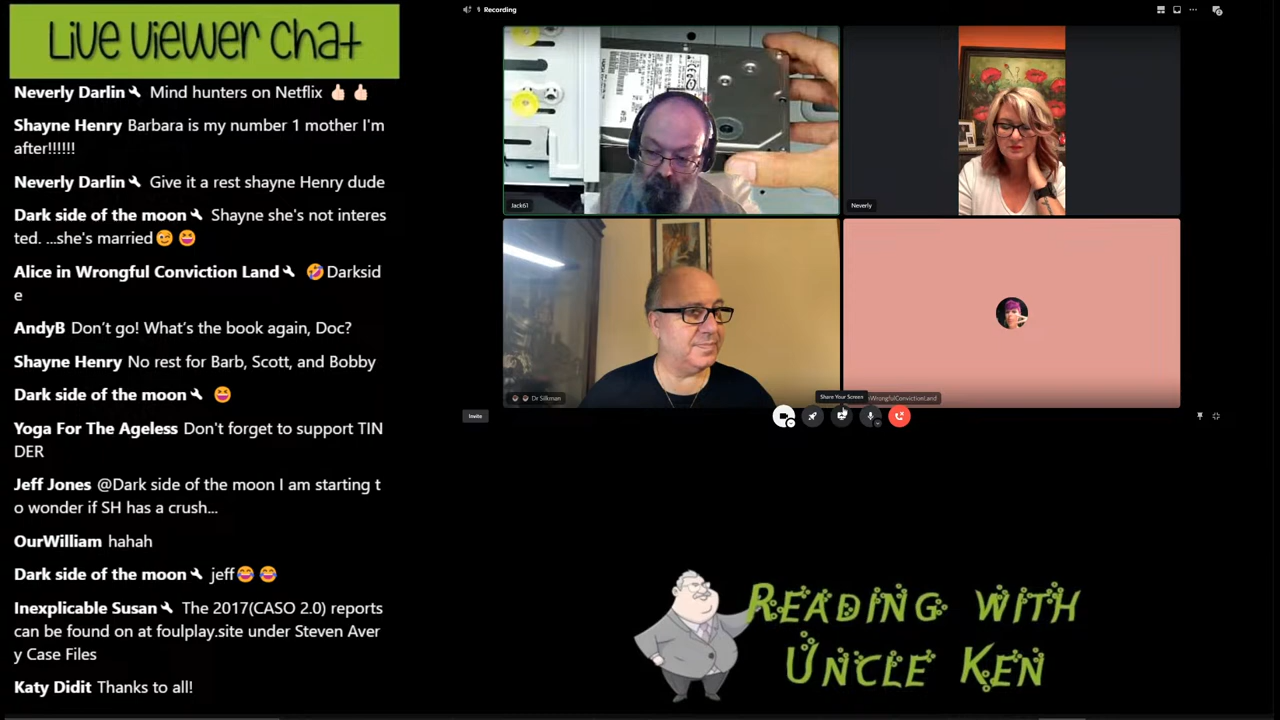 Live viewer chat
Neverly Darlin Mind hunters on Netflix 👍🏻 👍🏻
Shayne Henry Barbara is my number 1 mother I'm
after!!!!!!
Neverly Darlin Give it a rest shayne Henry dude
Dark side of the moon Shayne she's not interes
ted. ...she's married😉 😆
Alice in Wrongful Conviction Land 🤣Darksid
e
AndyB Don’t go! What’s the book again, Doc?
Shayne Henry No rest for Barb, Scott, and Bobby
Dark side of the moon 😆
Yoga For The Ageless Don't forget to support TIN
DER
Jeff Jones @Dark side of the moon I am starting t
o wonder if SH has a crush...
OurWilliam hahah
Dark side of the moon jeff😂 😂
Inexplicable Susan The 2017(CASO 2.0) reports
can be found on at foulplay.site under Steven Aver
y Case Files
Katy Didit Thanks to all!
Recording
Jack61
Neverly
Dr Silkman
Share Your Screen
WrongfulConvictionLand
Invite
Reading with
Uncle Ken